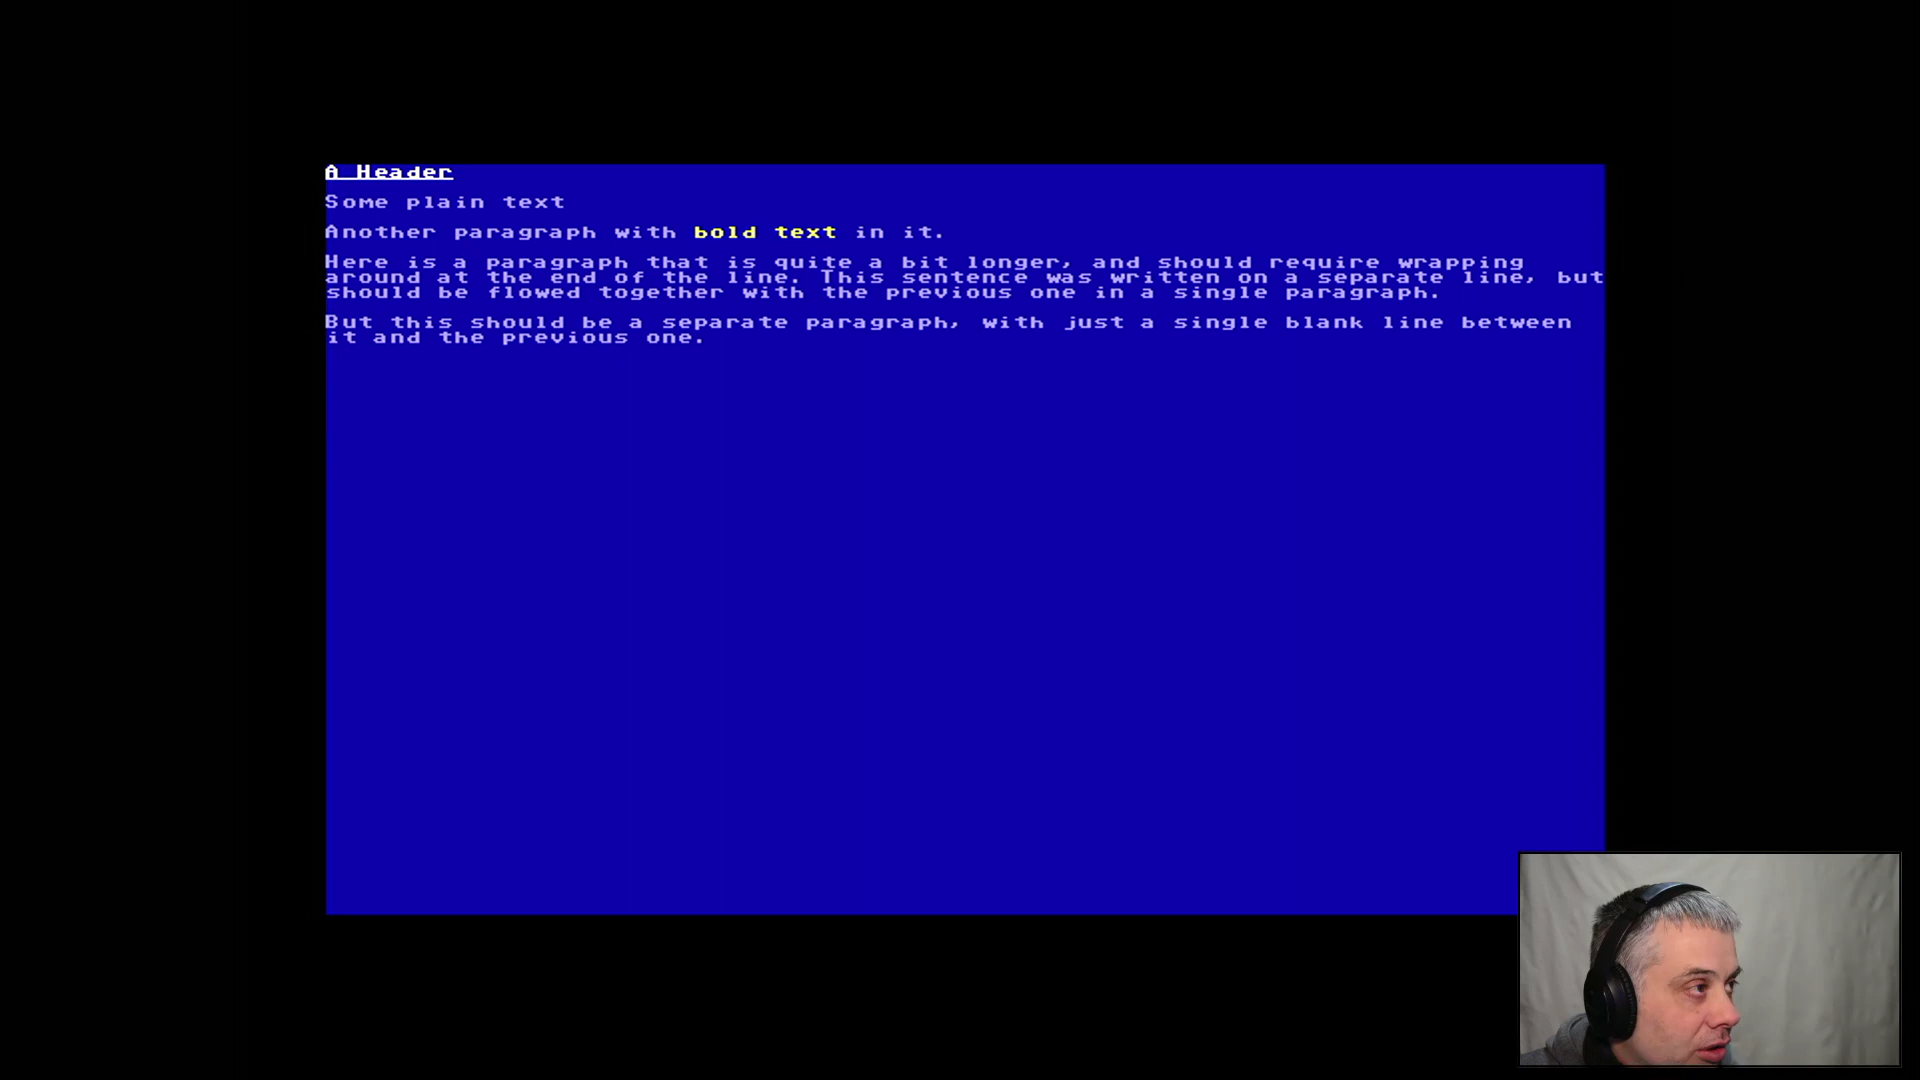 A Header
Some plain text
Another paragraph with bold text in it.
Here is a paragraph that is quite a bit longer, and should require wrapping
around at the end of the line. This sentence was written on a separate line, but
should be flowed together with the previous one in a single paragraph.
But this should be a separate paragraph, with just a single blank line between
it and the previous one.